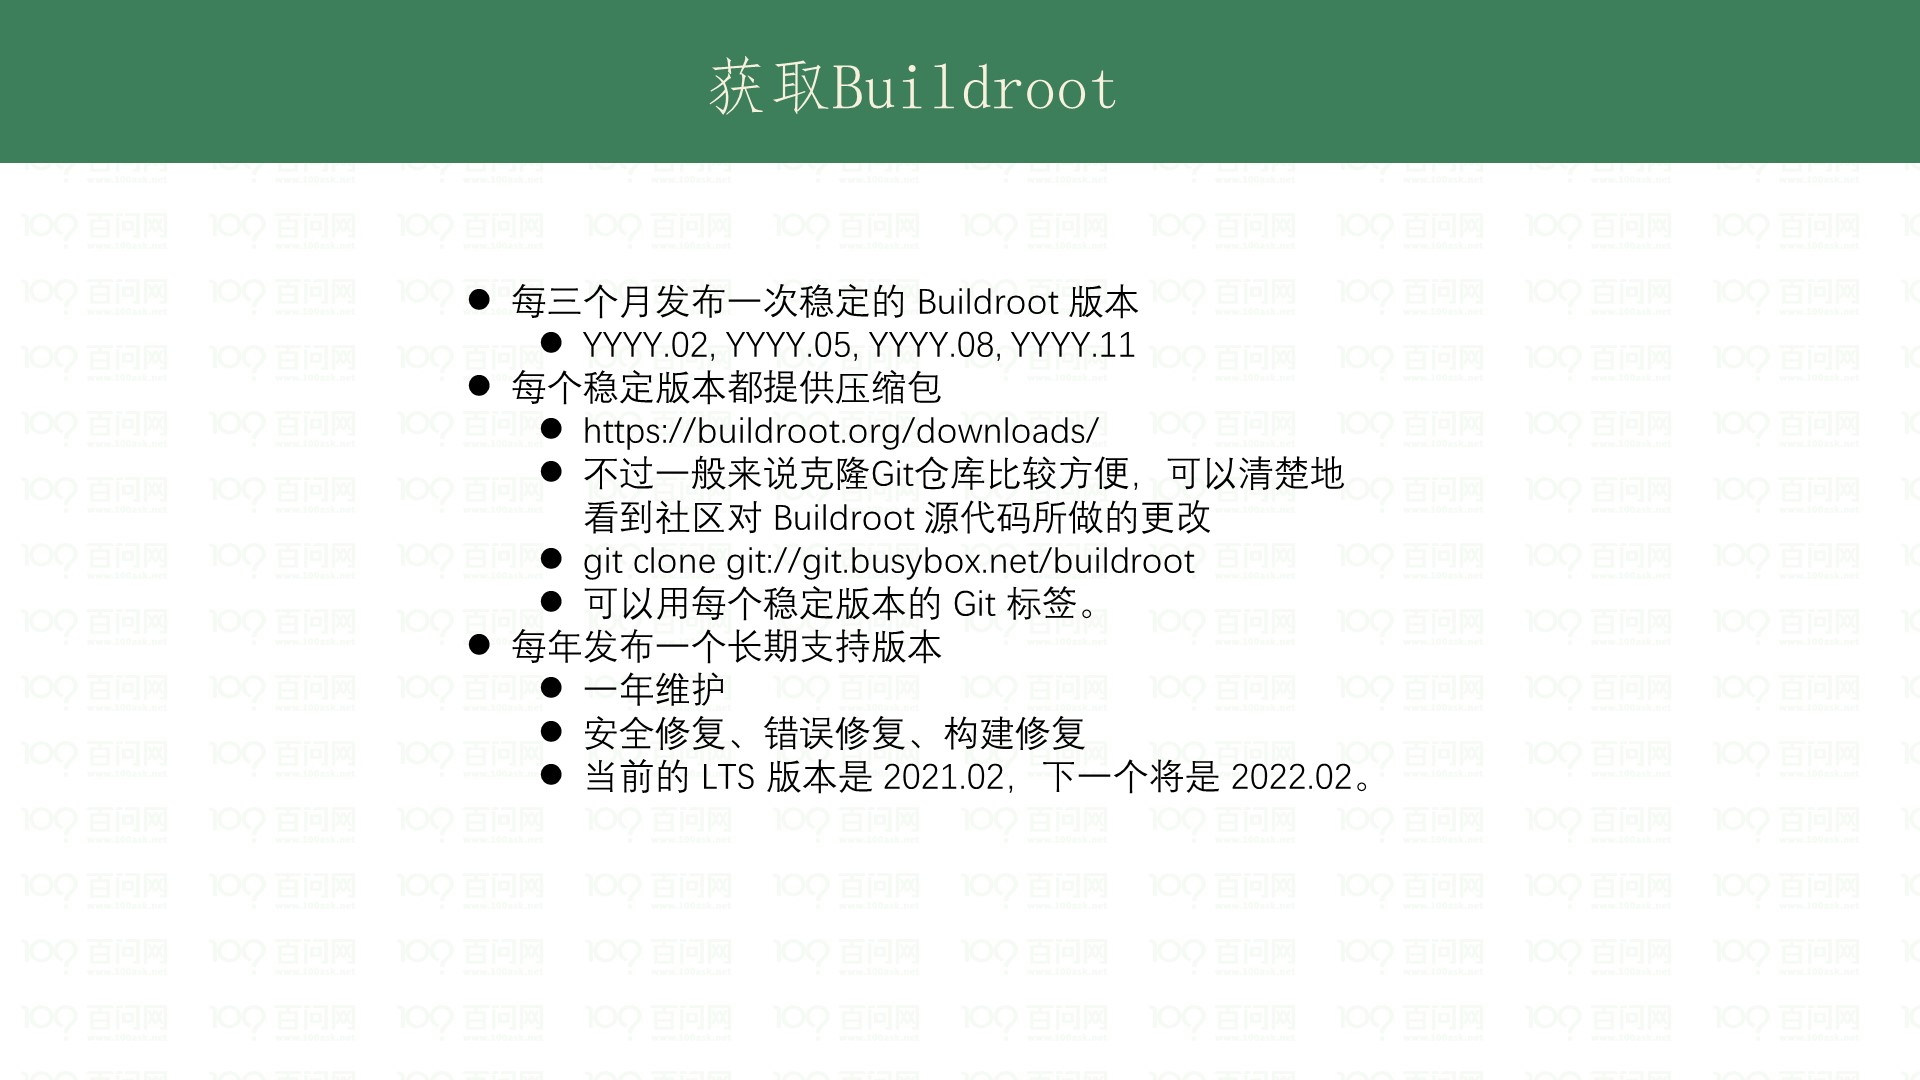 获取Buildroot
每三个月发布一次稳定的 Buildroot 版本
YYYY.02, YYYY.05, YYYY.08, YYYY.11
每个稳定版本都提供压缩包
https://buildroot.org/downloads/
不过一般来说克隆Git仓库比较方便，可以清楚地
看到社区对 Buildroot 源代码所做的更改
git clone git://git.busybox.net/buildroot
可以用每个稳定版本的 Git 标签。
每年发布一个长期支持版本
一年维护
安全修复、错误修复、构建修复
当前的 LTS 版本是 2021.02，下一个将是 2022.02。
百问网
www.100ask.net